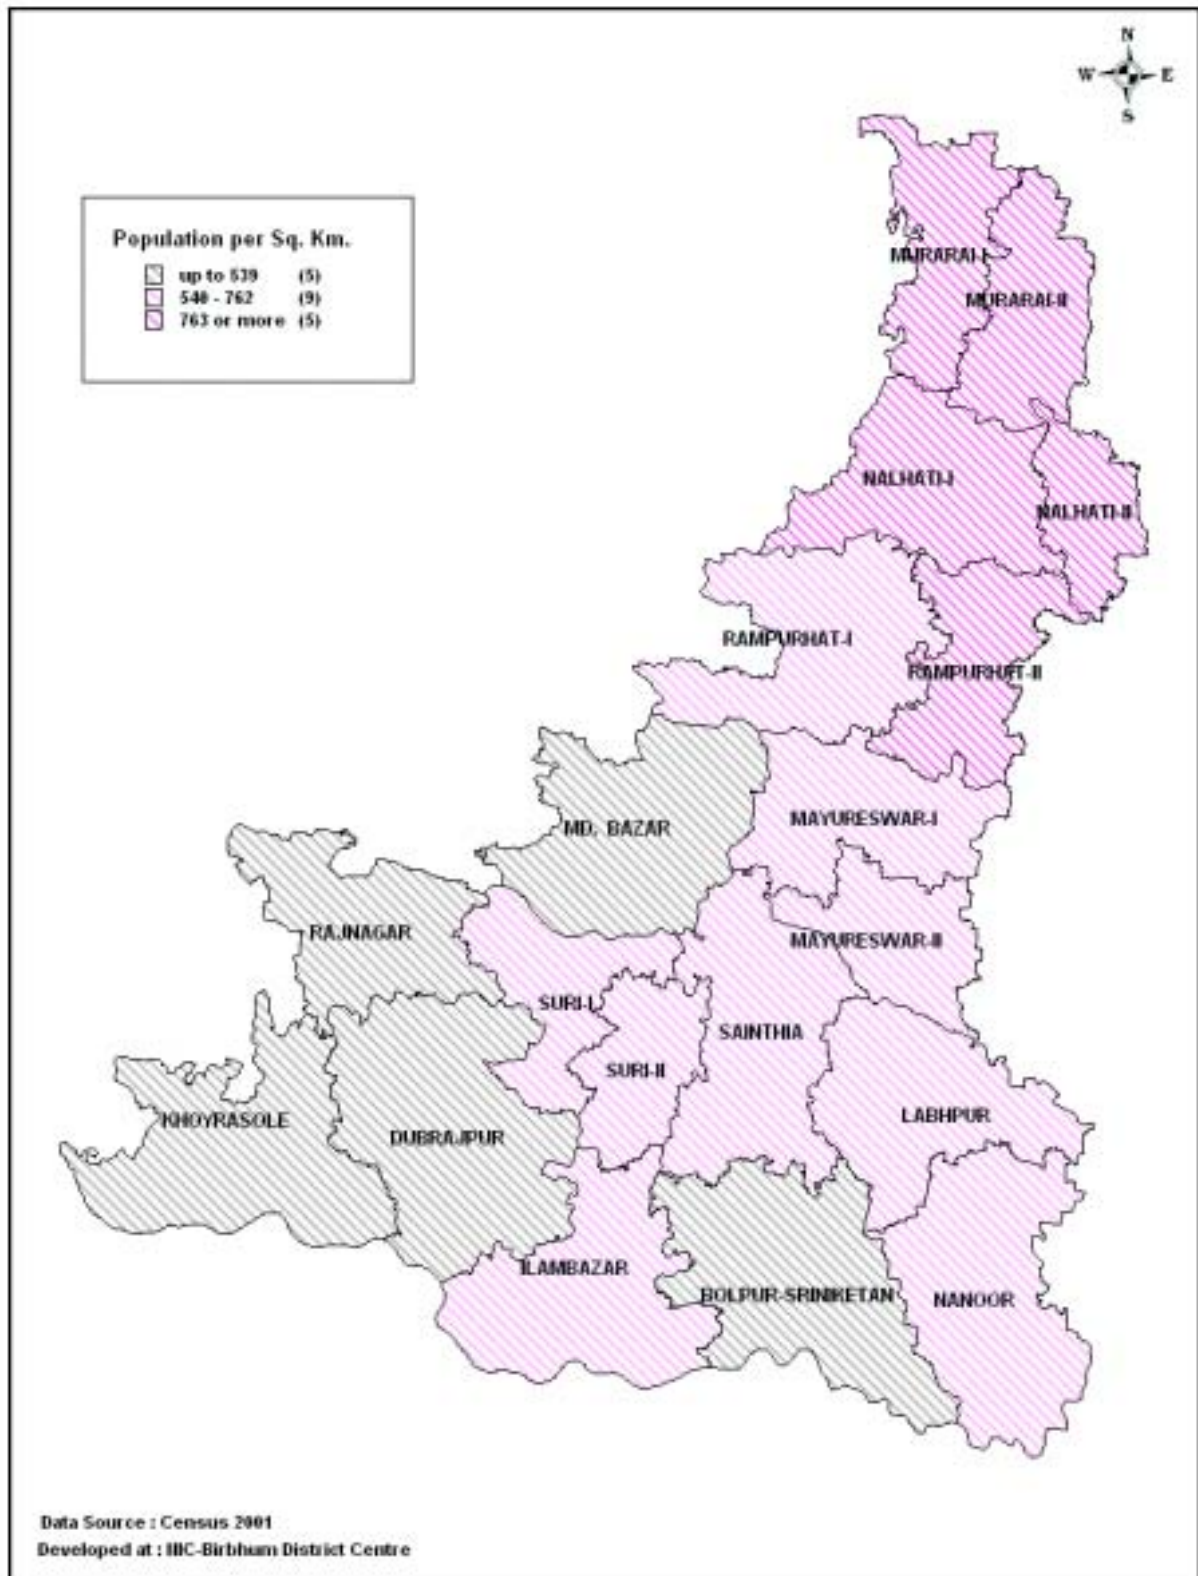 N
W E
S
Population per Sq. Km.
up to 539 (5)
540 - 762 (9)
763 or more (5)
MURARAI-I
MURARAI-II
NALHATI-I
NALHATI-II
RAMPURHAT-I
RAMPURHAT-II
MAYURESWAR-I
MD. BAZAR
RAJNAGAR
MAYURESWAR-II
SURI-I
SAINTHIA
SURI-II
KHOYRASOLE
DUBRAJPUR
LABHPUR
ILAMBAZAR
BOLPUR-SRINIKETAN
NANOOR
Data Source : Census 2001
Developed at : NIC-Birbhum District Centre